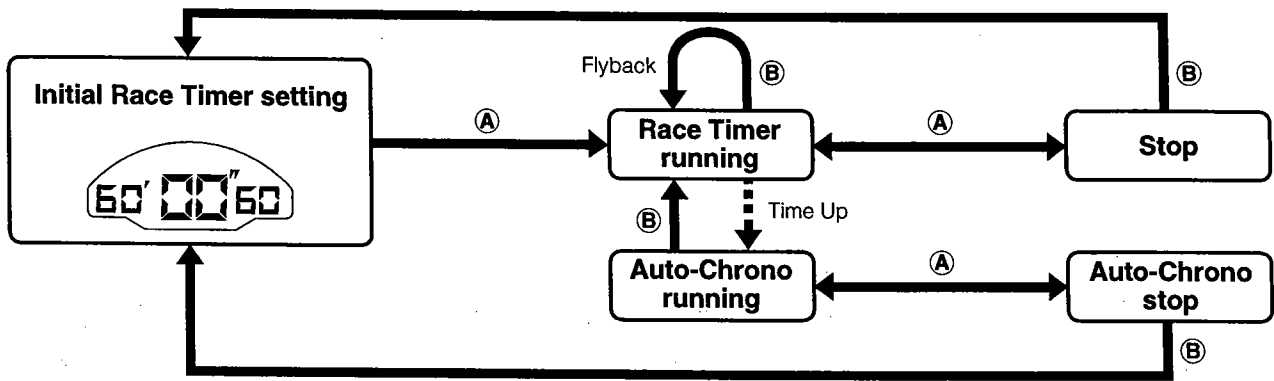 Initial Race Timer setting
60' 00" 60
A
Flyback
B
Race Timer
running
A
Stop
B
B
Time Up
Auto-Chrono
running
A
Auto-Chrono
stop
B